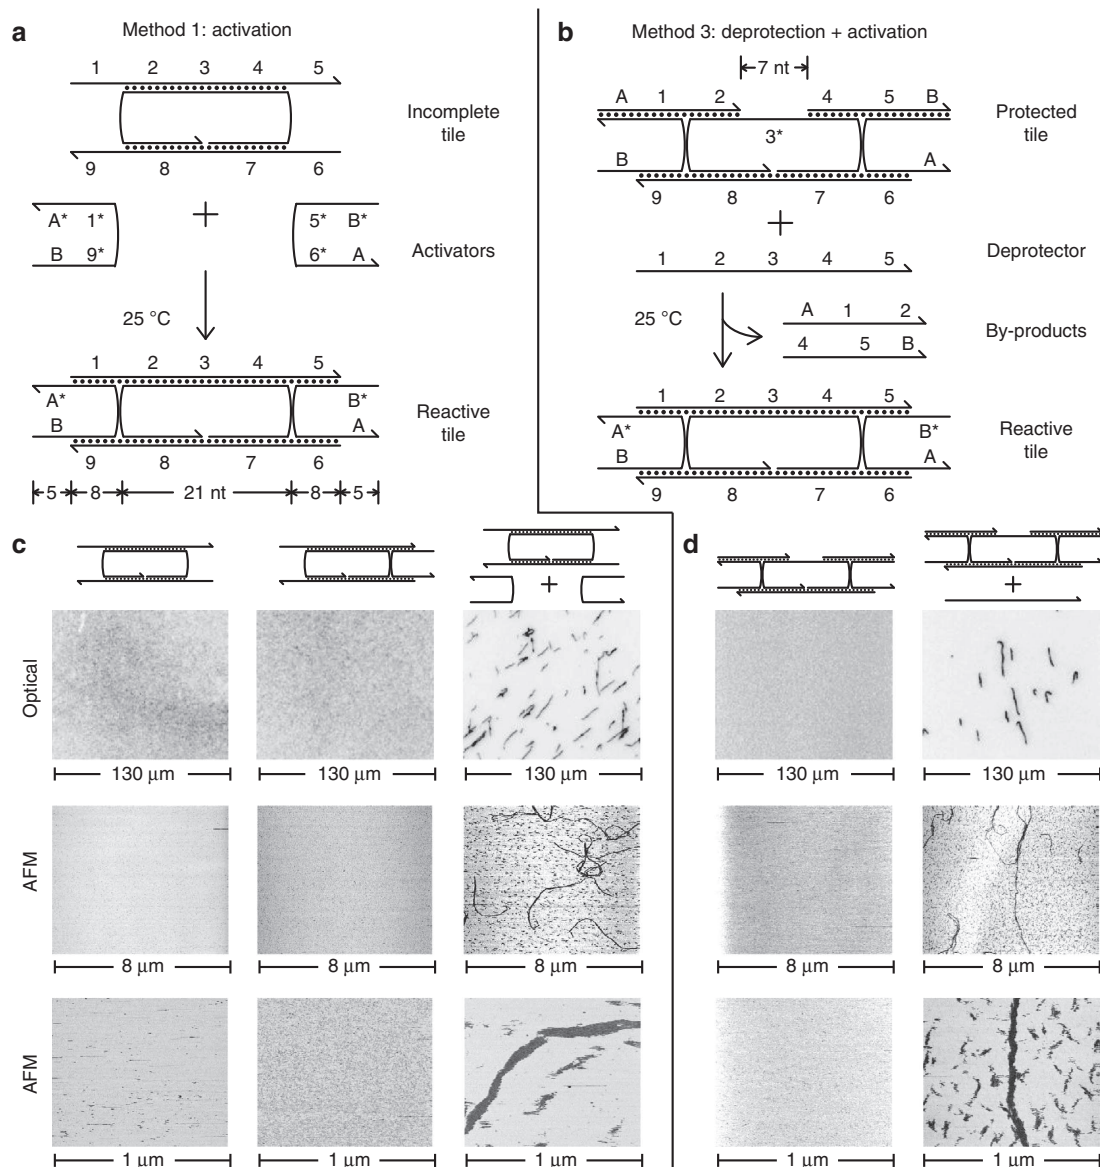 a
Method 1: activation
1 2 3 4 5
Incomplete
tile
9 8 7 6
A* 1* 5* B*
Activators
B 9* 6* A
25 °C
1 2 3 4 5
A* B*
Reactive
tile
B A
9 8 7 6
5 8 21 nt 8 5
b
Method 3: deprotection + activation
7 nt
A 1 2 4 5 B
Protected
tile
3*
B A
9 8 7 6
1 2 3 4 5
Deprotector
25 °C
A 1 2
By-products
4 5 B
1 2 3 4 5
A* B*
Reactive
tile
B A
9 8 7 6
c
Optical
130 µm 130 µm 130 µm
AFM
8 µm 8 µm 8 µm
AFM
1 µm 1 µm 1 µm
d
130 µm 130 µm
8 µm 8 µm
1 µm 1 µm